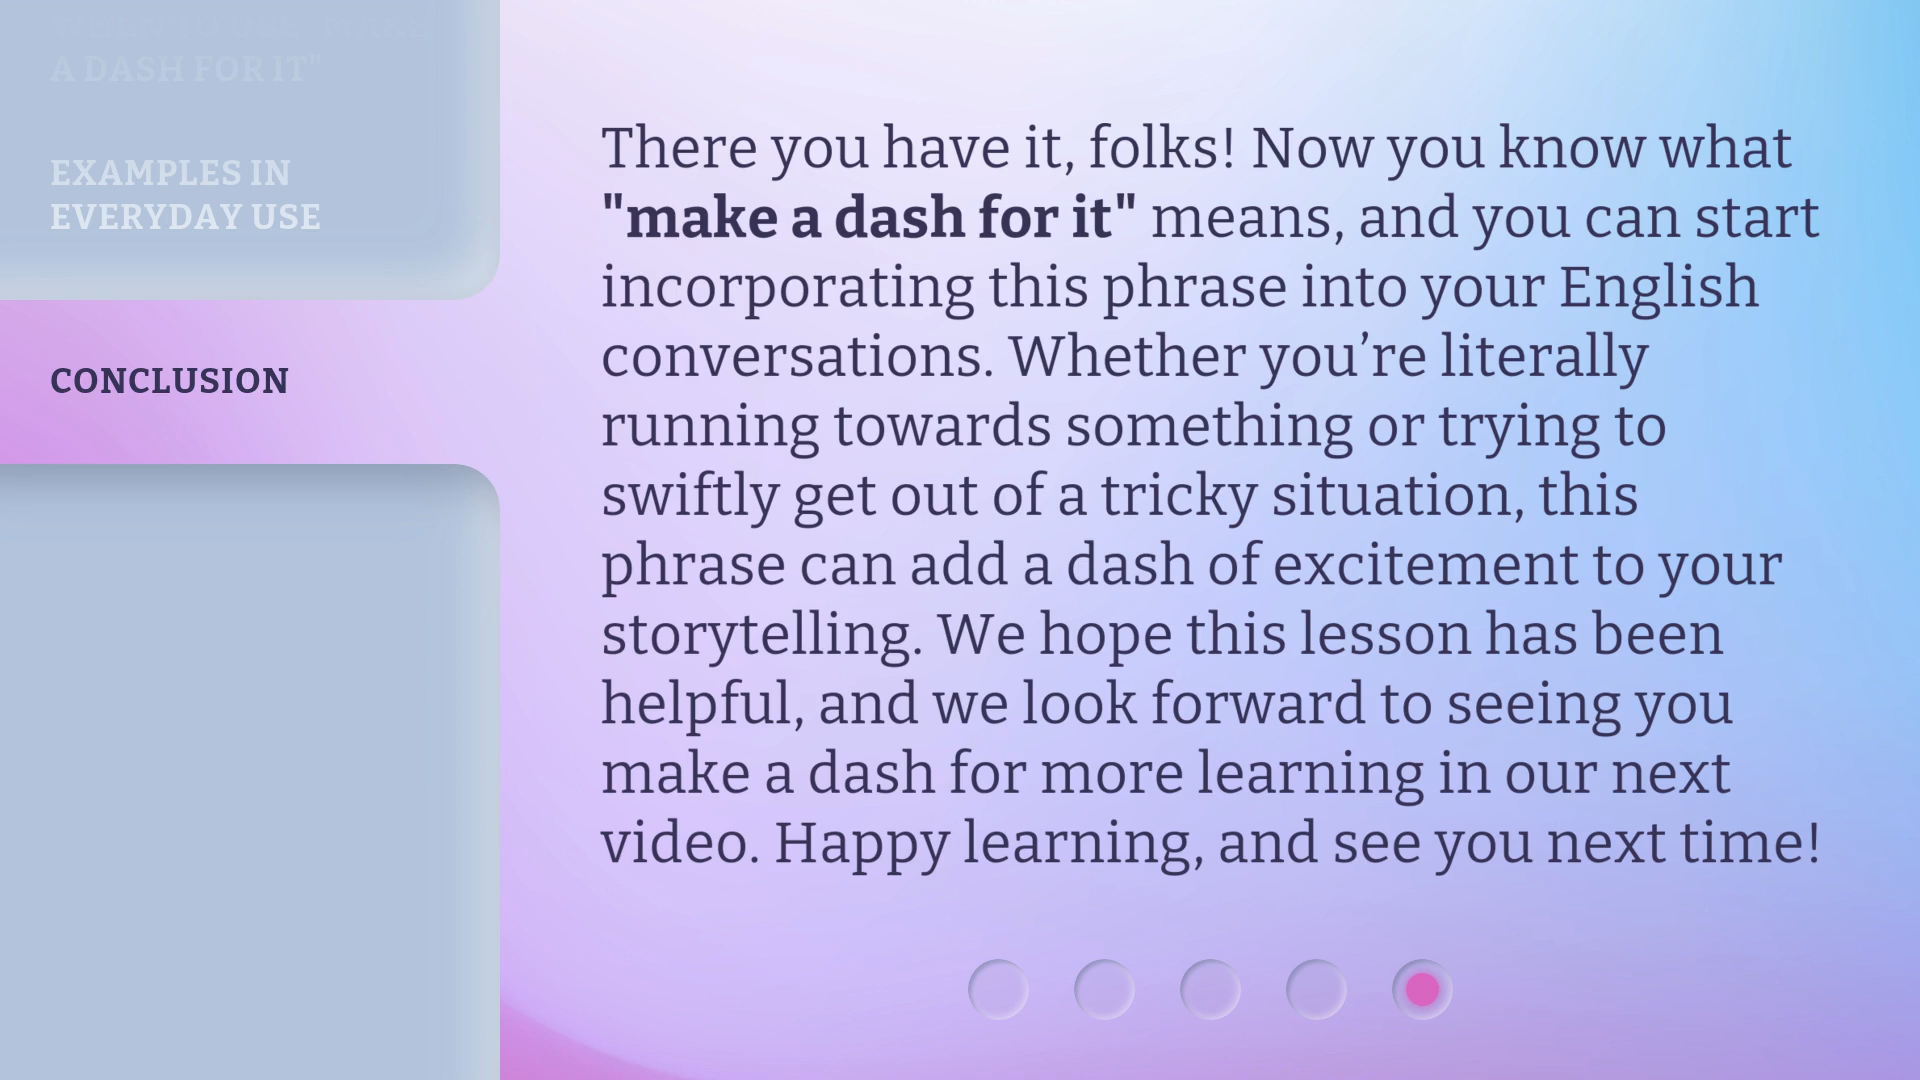 WHEN TO USE "MAKE
A DASH FOR IT"
EXAMPLES IN
EVERYDAY USE
CONCLUSION
There you have it, folks! Now you know what
"make a dash for it" means, and you can start
incorporating this phrase into your English
conversations. Whether you’re literally
running towards something or trying to
swiftly get out of a tricky situation, this
phrase can add a dash of excitement to your
storytelling. We hope this lesson has been
helpful, and we look forward to seeing you
make a dash for more learning in our next
video. Happy learning, and see you next time!